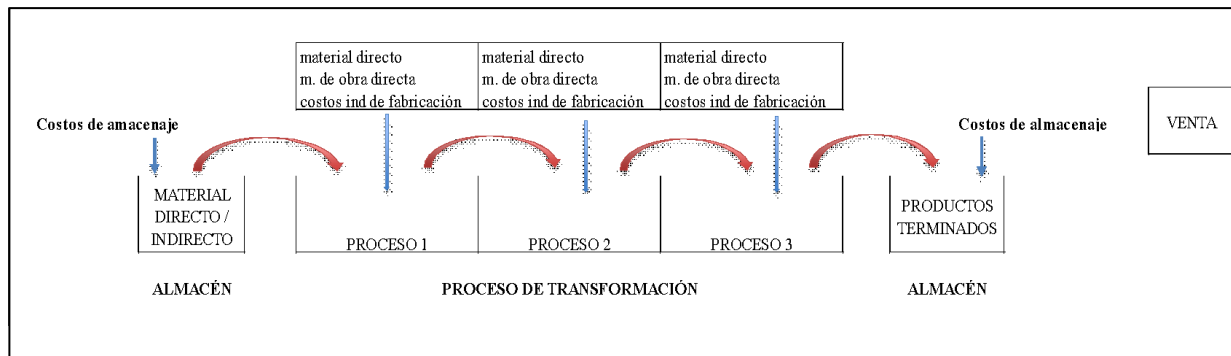 material directo
m. de obra directa
costos ind de fabricación
material directo
m. de obra directa
costos ind de fabricación
material directo
m. de obra directa
costos ind de fabricación
Costos de amacenaje
Costos de almacenaje
VENTA
MATERIAL
DIRECTO /
INDIRECTO
PROCESO 1
PROCESO 2
PROCESO 3
PRODUCTOS
TERMINADOS
ALMACÉN
PROCESO DE TRANSFORMACIÓN
ALMACÉN